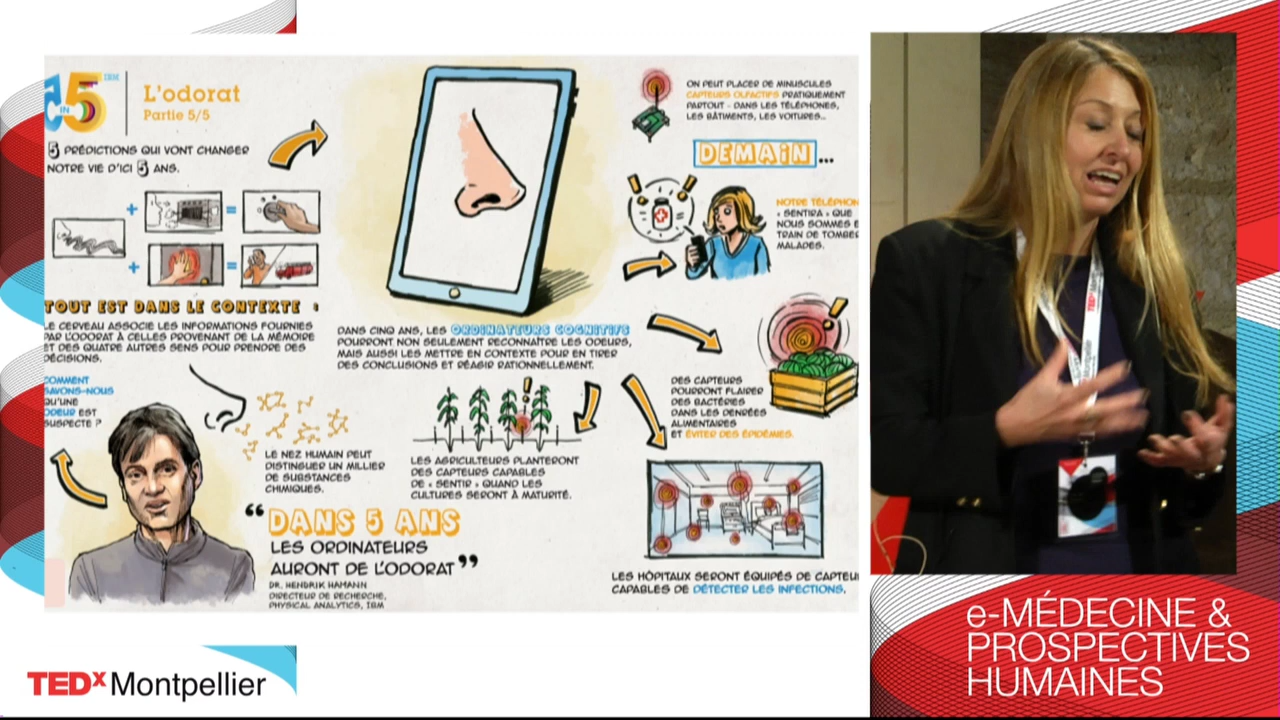 IN 5
IBM
L'odorat
Partie 5/5
5 PRÉDICTIONS QUI VONT CHANGER
NOTRE VIE D'ICI 5 ANS.
TOUT EST DANS LE CONTEXTE :
LE CERVEAU ASSOCIE LES INFORMATIONS FOURNIES
PAR L'ODORAT À CELLES PROVENANT DE LA MÉMOIRE
ET DES QUATRE AUTRES SENS POUR PRENDRE DES
DÉCISIONS.
COMMENT
SAVONS-NOUS
QU'UNE
ODEUR EST
SUSPECTE ?
LE NEZ HUMAIN PEUT
DISTINGUER UN MILLIER
DE SUBSTANCES
CHIMIQUES.
"DANS 5 ANS
LES ORDINATEURS
AURONT DE L'ODORAT"
DR. HENDRIK HAMANN
DIRECTEUR DE RECHERCHE,
PHYSICAL ANALYTICS, IBM
DANS CINQ ANS, LES ORDINATEURS COGNITIFS
POURRONT NON SEULEMENT RECONNAÎTRE LES ODEURS,
MAIS AUSSI LES METTRE EN CONTEXTE POUR EN TIRER
DES CONCLUSIONS ET RÉAGIR RATIONNELLEMENT.
LES AGRICULTEURS PLANTERONT
DES CAPTEURS CAPABLES
DE « SENTIR » QUAND LES
CULTURES SERONT À MATURITÉ.
ON PEUT PLACER DE MINUSCULES
CAPTEURS OLFACTIFS PRATIQUEMENT
PARTOUT - DANS LES TÉLÉPHONES,
LES BÂTIMENTS, LES VOITURES...
DEMAIN...
NOTRE TÉLÉPHON
« SENTIRA » QUE
NOUS SOMMES E
TRAIN DE TOMBER
MALADES.
DES CAPTEURS
POURRONT FLAIRER
DES BACTÉRIES
DANS LES DENRÉES
ALIMENTAIRES
ET ÉVITER DES ÉPIDÉMIES.
LES HÔPITAUX SERONT ÉQUIPÉS DE CAPTEU
CAPABLES DE DÉTECTER LES INFECTIONS.
TEDx
TEDxMontpellier
e-MÉDECINE &
PROSPECTIVES
HUMAINES